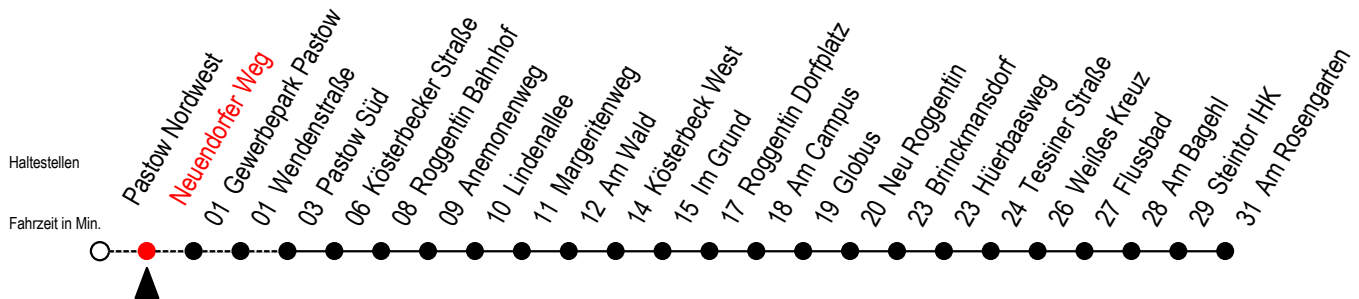 Haltestellen
Fahrzeit in Min.
Pastow Nordwest
Neuendorfer Weg
01 Gewerbepark Pastow
01 Wendenstraße
03 Pastow Süd
06 Kösterbecker Straße
08 Roggentin Bahnhof
09 Anemonenweg
10 Lindenallee
11 Margeritenweg
12 Am Wald
14 Kösterbeck West
15 Im Grund
17 Roggentin Dorfplatz
18 Am Campus
19 Globus
20 Neu Roggentin
23 Brinckmansdorf
23 Hüerbaasweg
24 Tessiner Straße
26 Weißes Kreuz
27 Flussbad
28 Am Bagehl
29 Steintor IHK
31 Am Rosengarten